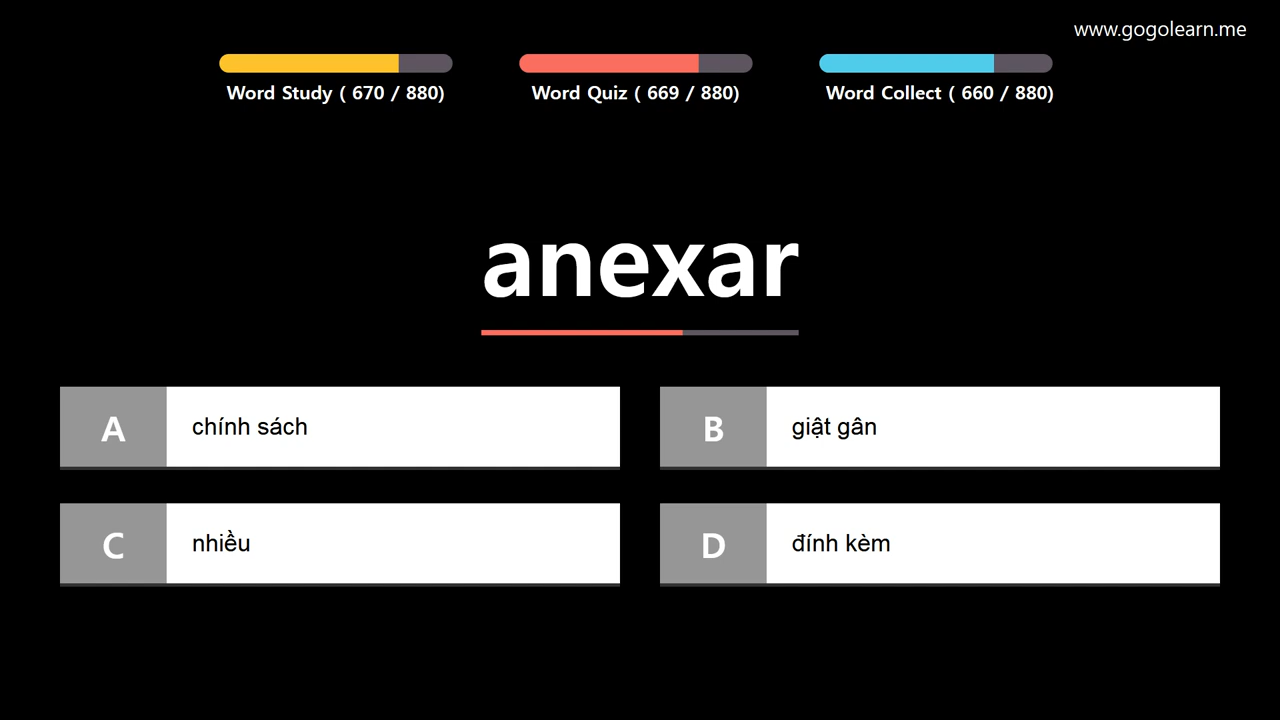 www.gogolearn.me
Word Study ( 670 / 880)
Word Quiz ( 669 / 880)
Word Collect ( 660 / 880)
anexar
A chính sách
B giật gân
C nhiều
D đính kèm